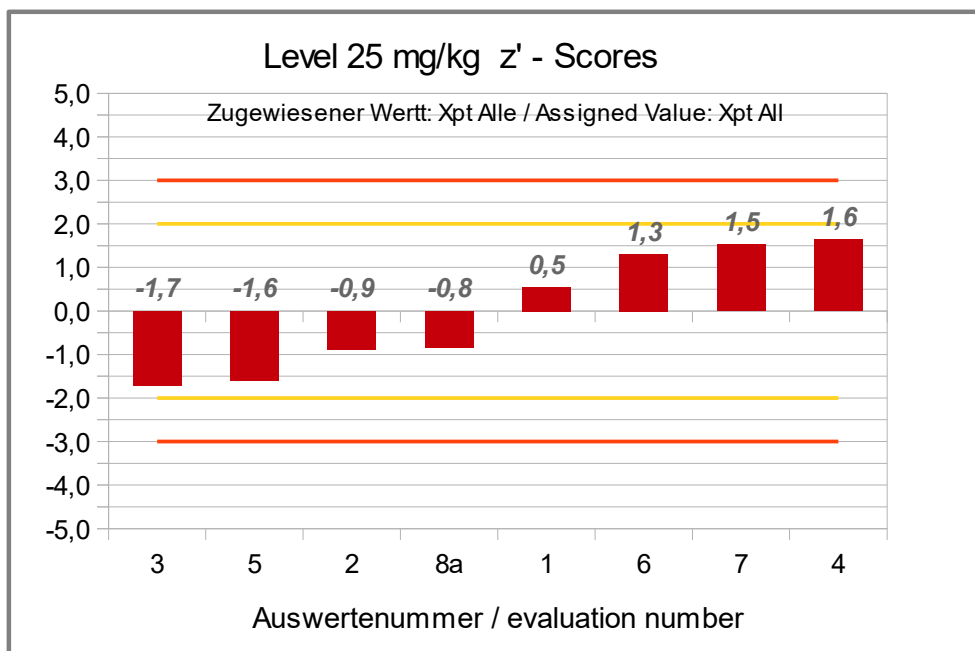 Level 25 mg/kg z' - Scores
Zugewiesener Wertt: Xpt Alle / Assigned Value: Xpt All
5,0
4,0
3,0
2,0
1,0
0,0
-1,0
-2,0
-3,0
-4,0
-5,0
-1,7 -1,6 -0,9 -0,8 0,5 1,3 1,5 1,6
3 5 2 8a 1 6 7 4
Auswertenummer / evaluation number